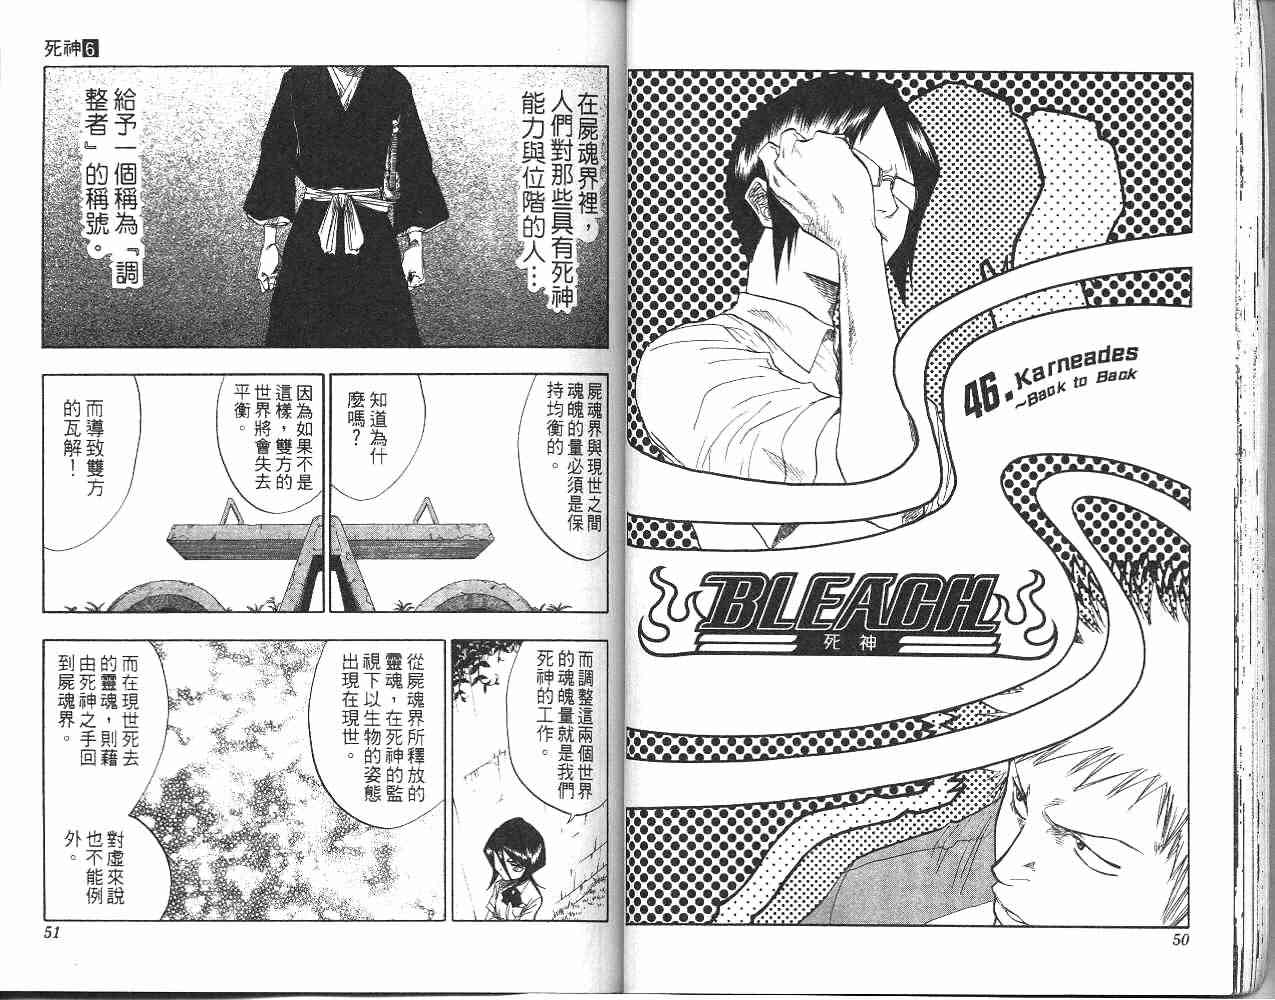 46. Karneades
~Back to Back
BLEACH
死神
50
死神6
在屍魂界裡，
人們對那些具有死神
能力與位階的人…
給予一個稱為『調
整者』的稱號。
屍魂界與現世之間
魂魄的量必須是保
持均衡的。
知道為什
麼嗎？
因為如果不是
這樣，雙方的
世界將會失去
平衡。
而導致雙方
的瓦解！
而調整這兩個世界
的魂魄量就是我們
死神的工作。
從屍魂界所釋放的
靈魂，在死神的監
視下以生物的姿態
出現在現世。
而在現世死去
的靈魂，則藉
由死神之手回
到屍魂界。
對虛來說
也不能例
外。
51